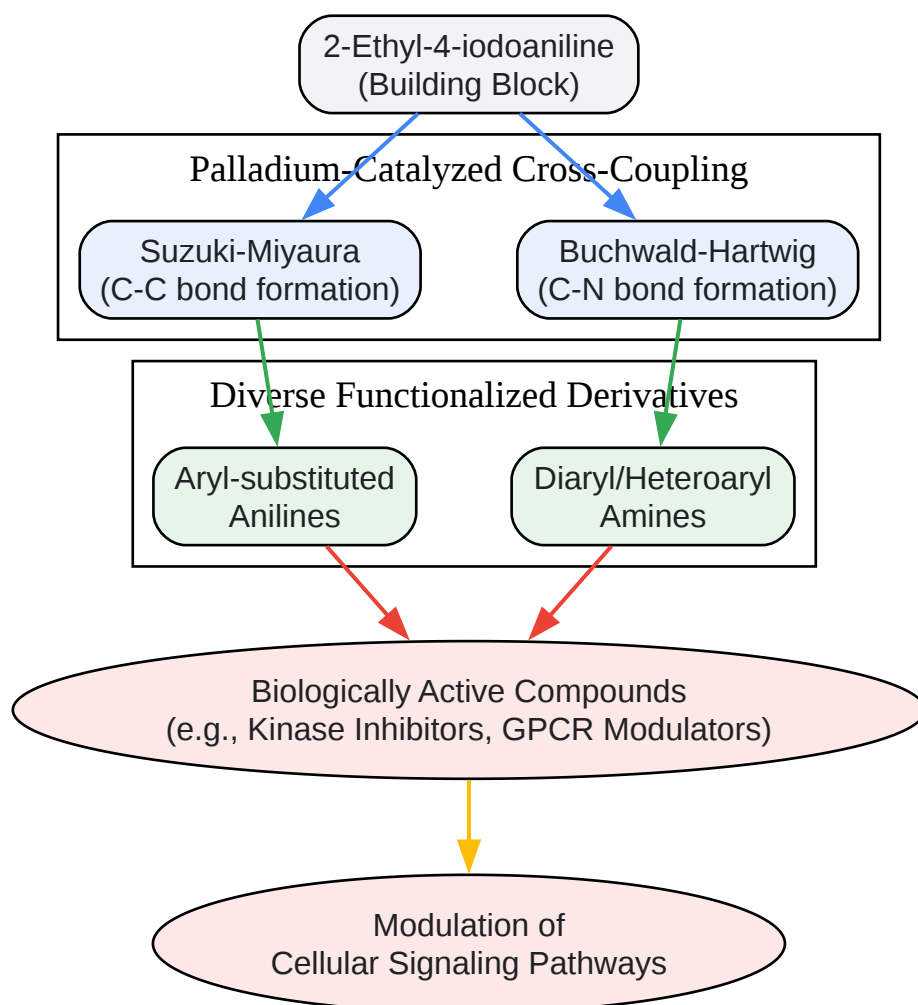 2-Ethyl-4-iodoaniline
(Building Block)
Palladium-Catalyzed Cross-Coupling
Suzuki-Miyaura
(C-C bond formation)
Buchwald-Hartwig
(C-N bond formation)
Diverse Functionalized Derivatives
Aryl-substituted
Anilines
Diaryl/Heteroaryl
Amines
Biologically Active Compounds
(e.g., Kinase Inhibitors, GPCR Modulators)
Modulation of
Cellular Signaling Pathways